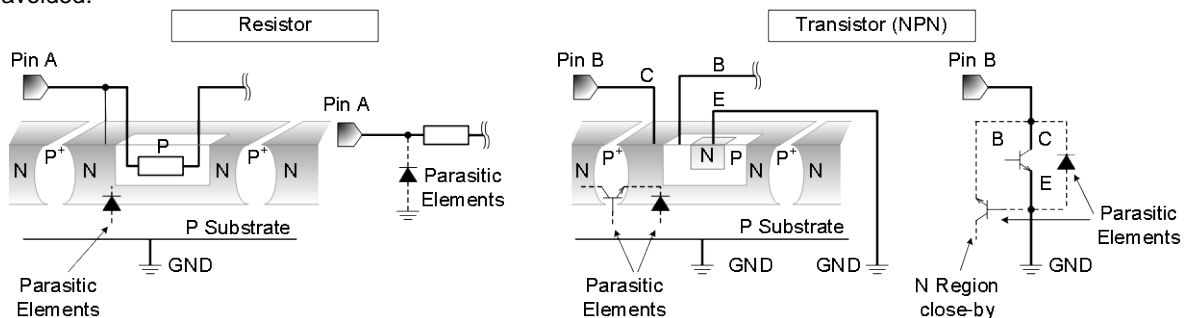 avoided.
Resistor
Transistor (NPN)
Pin A
Pin A
Pin B
C
B
E
Pin B
N
P+
N
P
N
P+
N
Parasitic
Elements
P Substrate
GND
Parasitic
Elements
N
P+
N
N
P
N
P+
N
P Substrate
GND
GND
Parasitic
Elements
B
C
E
Parasitic
Elements
GND
N Region
close-by